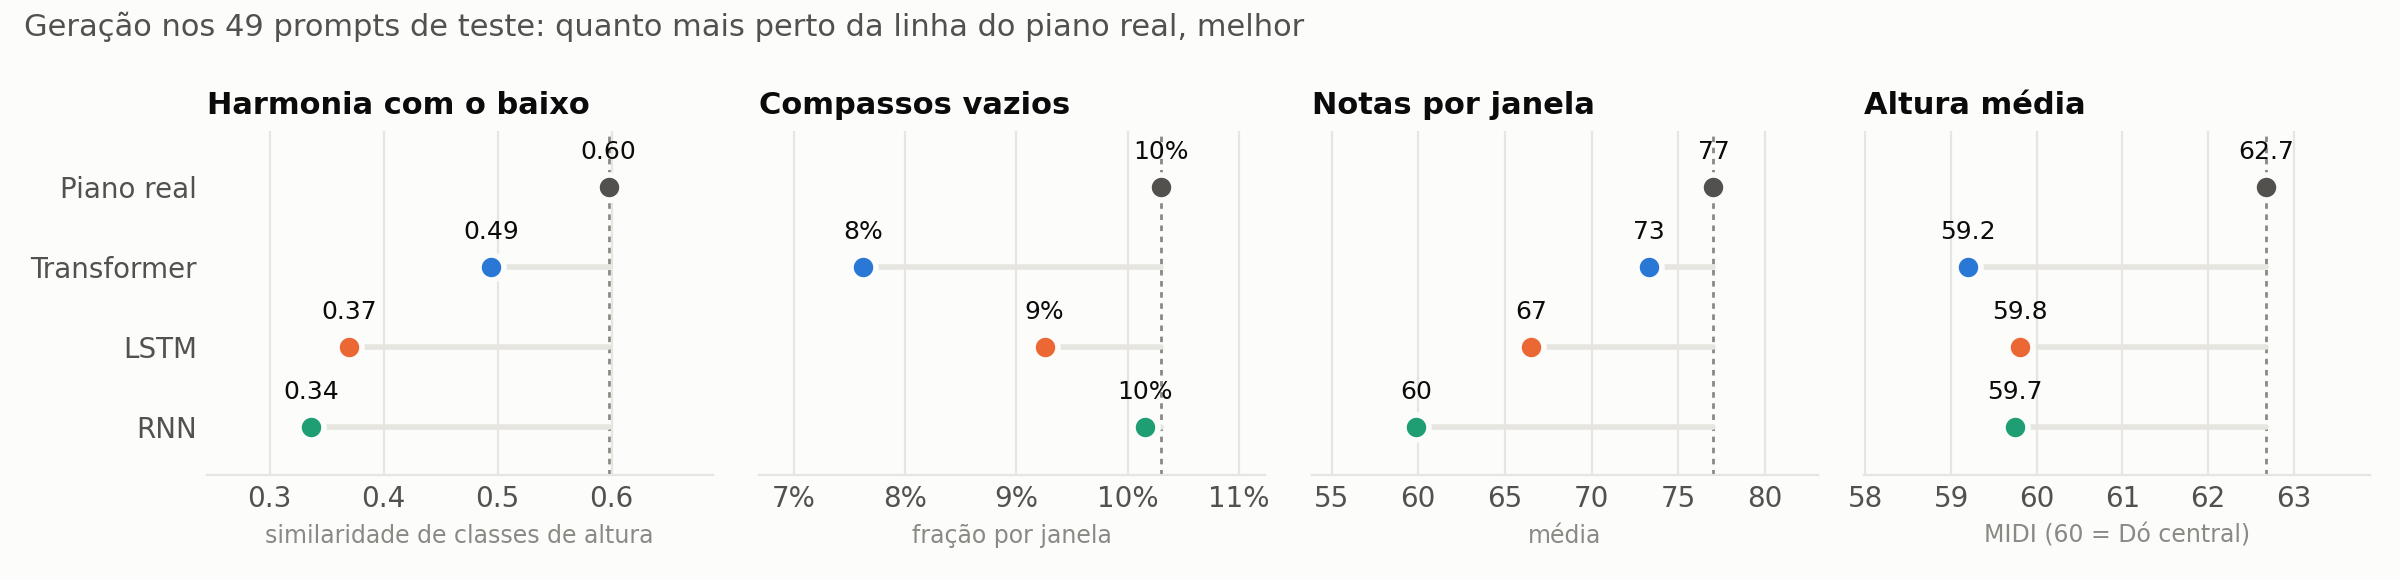 Geração nos 49 prompts de teste: quanto mais perto da linha do piano real, melhor
Harmonia com o baixo
Compassos vazios
Notas por janela
Altura média
0.60
10%
77
62.7
Piano real
0.49
8%
73
59.2
Transformer
0.37
9%
67
59.8
LSTM
0.34
10%
60
59.7
RNN
0.3 0.4 0.5 0.6
7% 8% 9% 10% 11%
55 60 65 70 75 80
58 59 60 61 62 63
similaridade de classes de altura
fração por janela
média
MIDI (60 = Dó central)